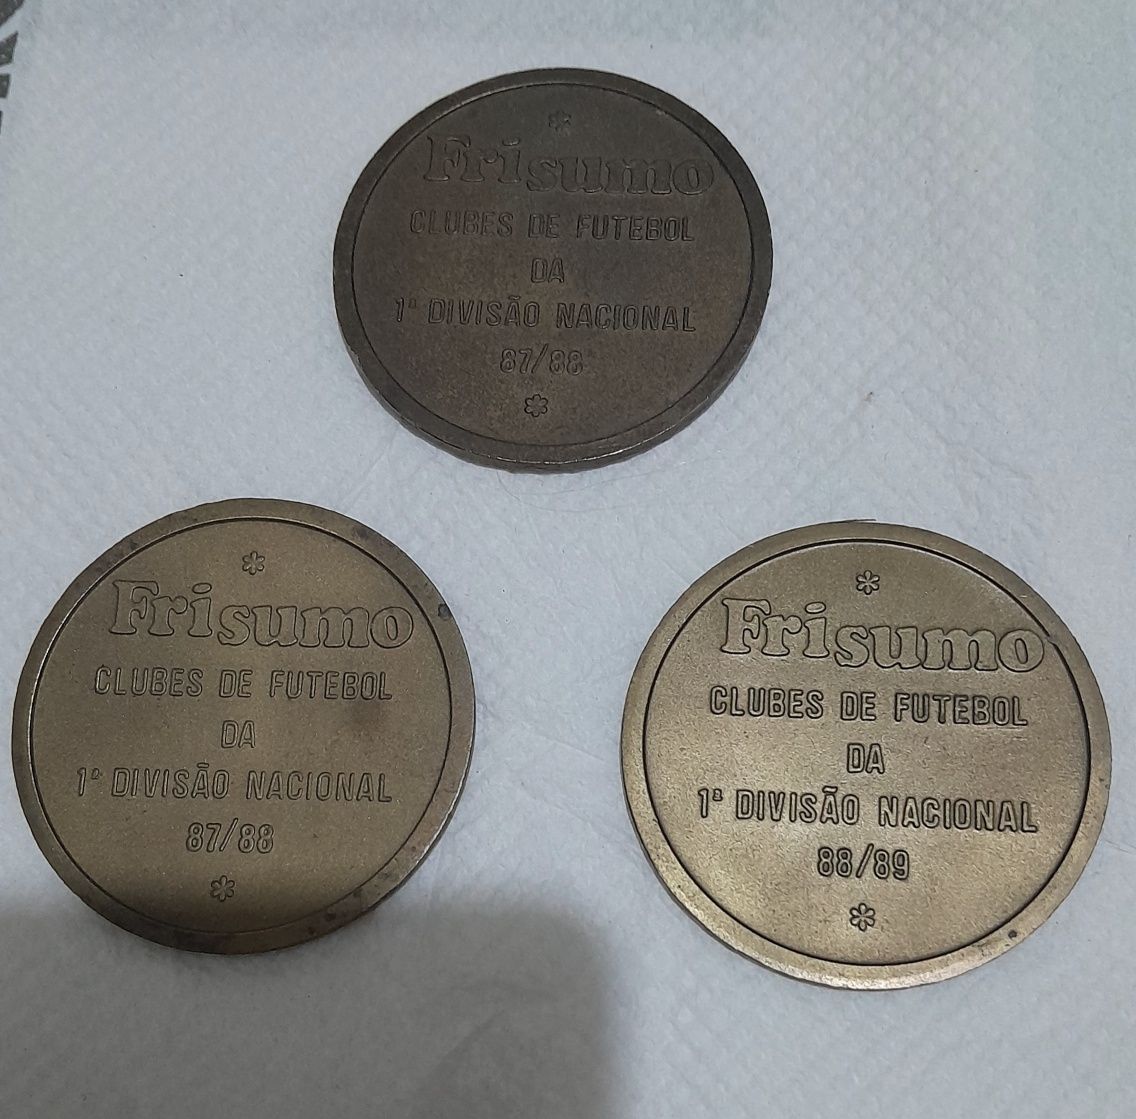 Frisumo
CLUBES DE FUTEBOL
DA
1ª DIVISÃO NACIONAL
87/88
Frisumo
CLUBES DE FUTEBOL
DA
1ª DIVISÃO NACIONAL
87/88
Frisumo
CLUBES DE FUTEBOL
DA
1ª DIVISÃO NACIONAL
88/89